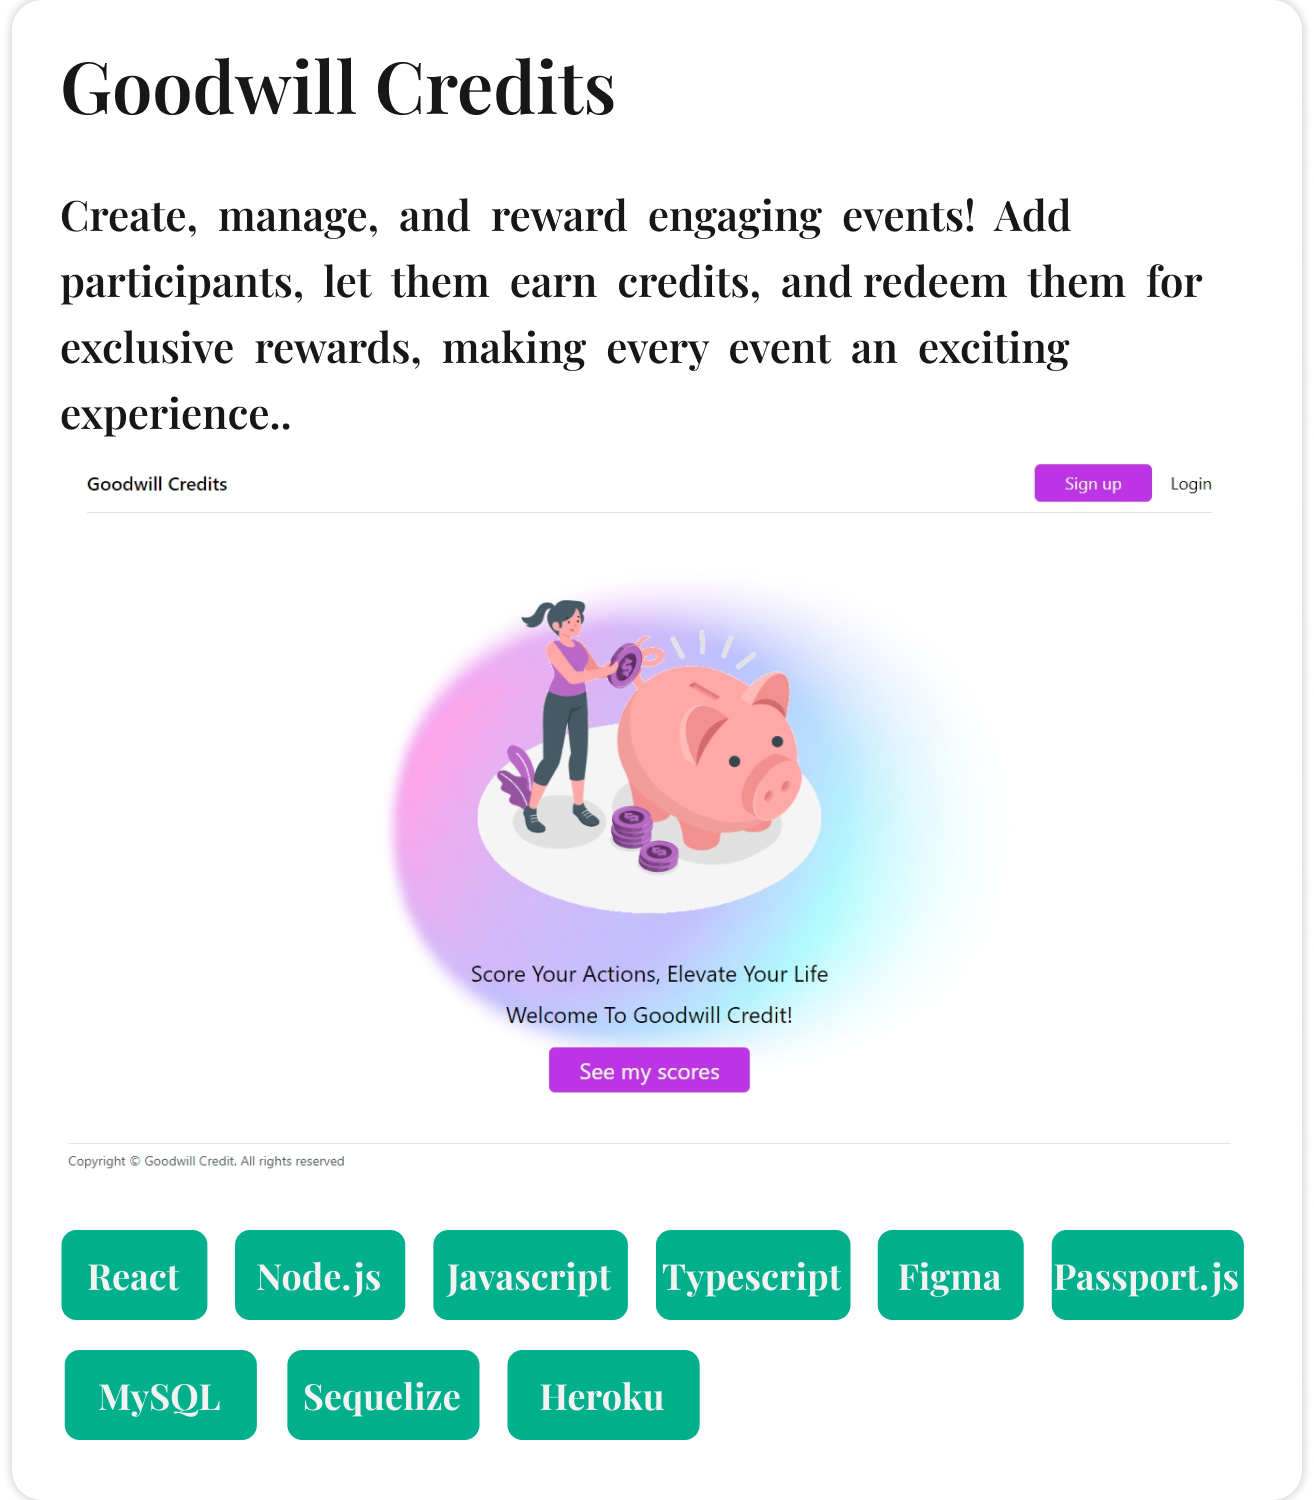 Goodwill Credits
Create, manage, and reward engaging events! Add
participants, let them earn credits, and redeem them for
exclusive rewards, making every event an exciting
experience..
Goodwill Credits
Sign up
Login
Score Your Actions, Elevate Your Life
Welcome To Goodwill Credit!
See my scores
Copyright © Goodwill Credit. All rights reserved
React
Node.js
Javascript
Typescript
Figma
Passport.js
MySQL
Sequelize
Heroku